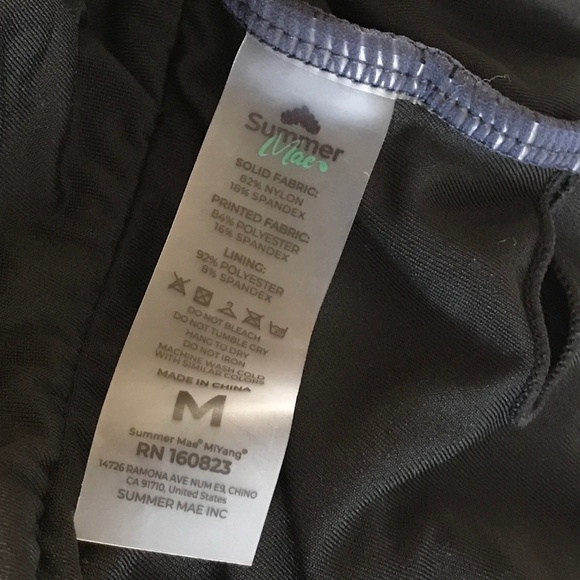 Summer
Mae
SOLID FABRIC:
82% NYLON
18% SPANDEX
PRINTED FABRIC:
84% POLYESTER
16% SPANDEX
LINING:
92% POLYESTER
8% SPANDEX
DO NOT BLEACH
DO NOT TUMBLE DRY
HANG TO DRY
DO NOT IRON
MACHINE WASH COLD
WITH SIMILAR COLORS
MADE IN CHINA
M
Summer Mae® MiYang®
RN 160823
14726 RAMONA AVE NUM E9, CHINO
CA 91710, United States
SUMMER MAE INC